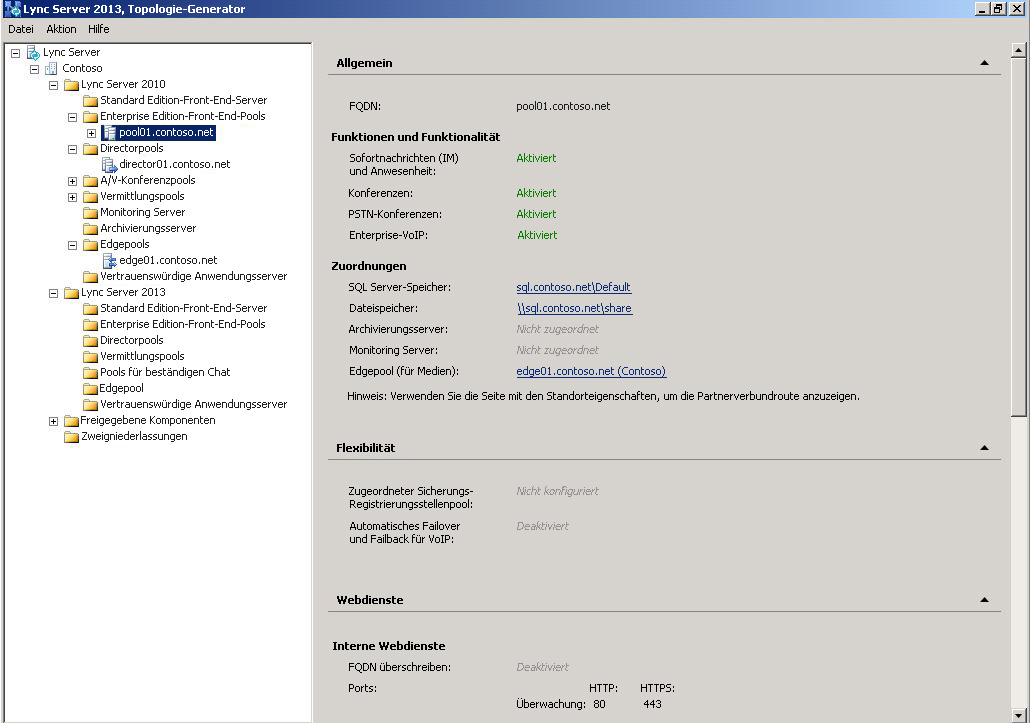 Lync Server 2013, Topologie-Generator
Datei Aktion Hilfe
Lync Server
Contoso
Lync Server 2010
Standard Edition-Front-End-Server
Enterprise Edition-Front-End-Pools
pool01.contoso.net
Directorpools
director01.contoso.net
A/V-Konferenzpools
Vermittlungspools
Monitoring Server
Archivierungsserver
Edgepools
edge01.contoso.net
Vertrauenswürdige Anwendungsserver
Lync Server 2013
Standard Edition-Front-End-Server
Enterprise Edition-Front-End-Pools
Directorpools
Vermittlungspools
Pools für beständigen Chat
Edgepool
Vertrauenswürdige Anwendungsserver
Freigegebene Komponenten
Zweigniederlassungen
Allgemein
FQDN: pool01.contoso.net
Funktionen und Funktionalität
Sofortnachrichten (IM) Aktiviert
und Anwesenheit:
Konferenzen: Aktiviert
PSTN-Konferenzen: Aktiviert
Enterprise-VoIP: Aktiviert
Zuordnungen
SQL Server-Speicher: sql.contoso.net\Default
Dateispeicher: \\sql.contoso.net\share
Archivierungsserver: Nicht zugeordnet
Monitoring Server: Nicht zugeordnet
Edgepool (für Medien): edge01.contoso.net (Contoso)
Hinweis: Verwenden Sie die Seite mit den Standorteigenschaften, um die Partnerverbundroute anzuzeigen.
Flexibilität
Zugeordneter Sicherungs- Nicht konfiguriert
Registrierungsstellenpool:
Automatisches Failover Deaktiviert
und Failback für VoIP:
Webdienste
Interne Webdienste
FQDN überschreiben: Deaktiviert
Ports: HTTP: HTTPS:
Überwachung: 80 443